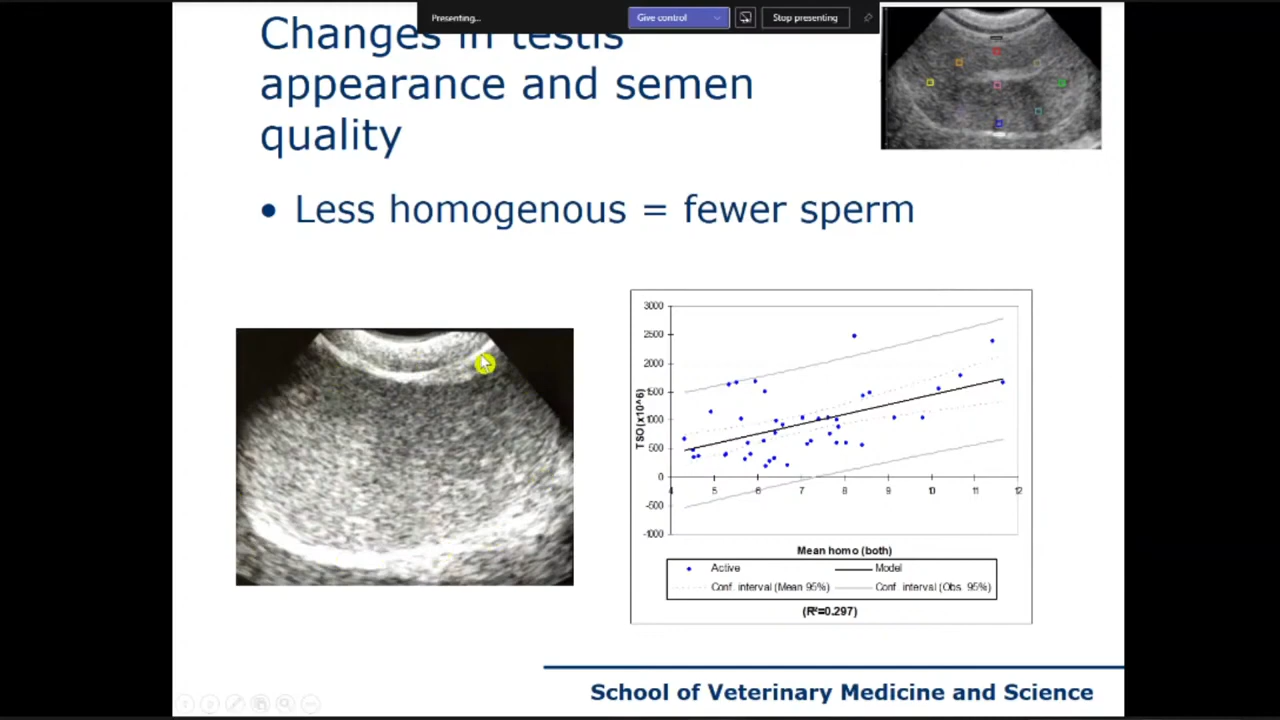 Presenting...
Give control
Stop presenting
Changes in testis
appearance and semen
quality
• Less homogenous = fewer sperm
3000
2500
2000
1500
1000
500
0
-500
-1000
TSO(x10^6)
4 5 6 7 8 9 10 11 12
Mean homo (both)
Active
Model
Conf. interval (Mean 95%)
Conf. interval (Obs. 95%)
(R²=0.297)
School of Veterinary Medicine and Science